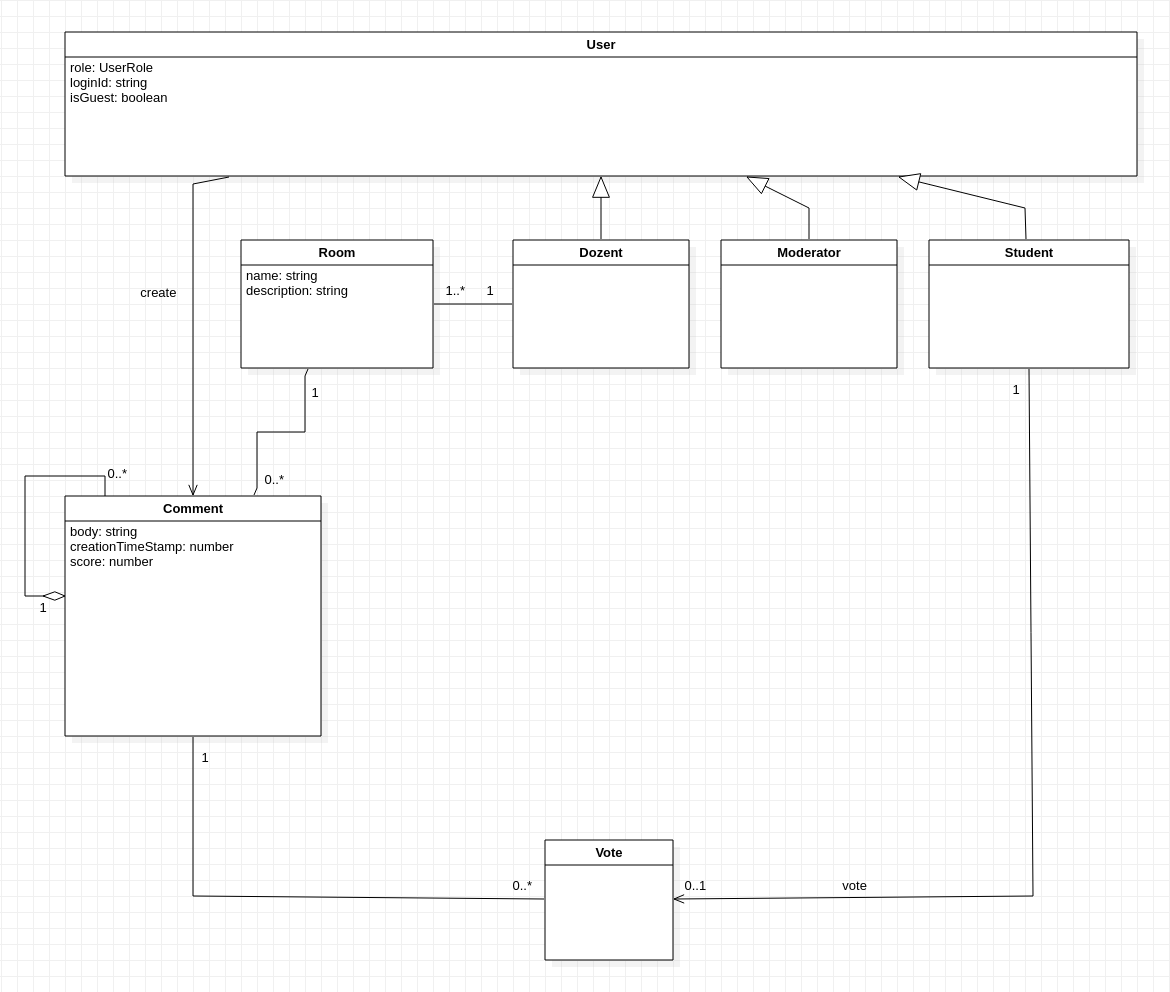 User
role: UserRole
loginId: string
isGuest: boolean
create
Room
name: string
description: string
1..*
1
Dozent
Moderator
Student
1
1
0..*
0..*
Comment
body: string
creationTimeStamp: number
score: number
1
1
Vote
0..*
0..1
vote